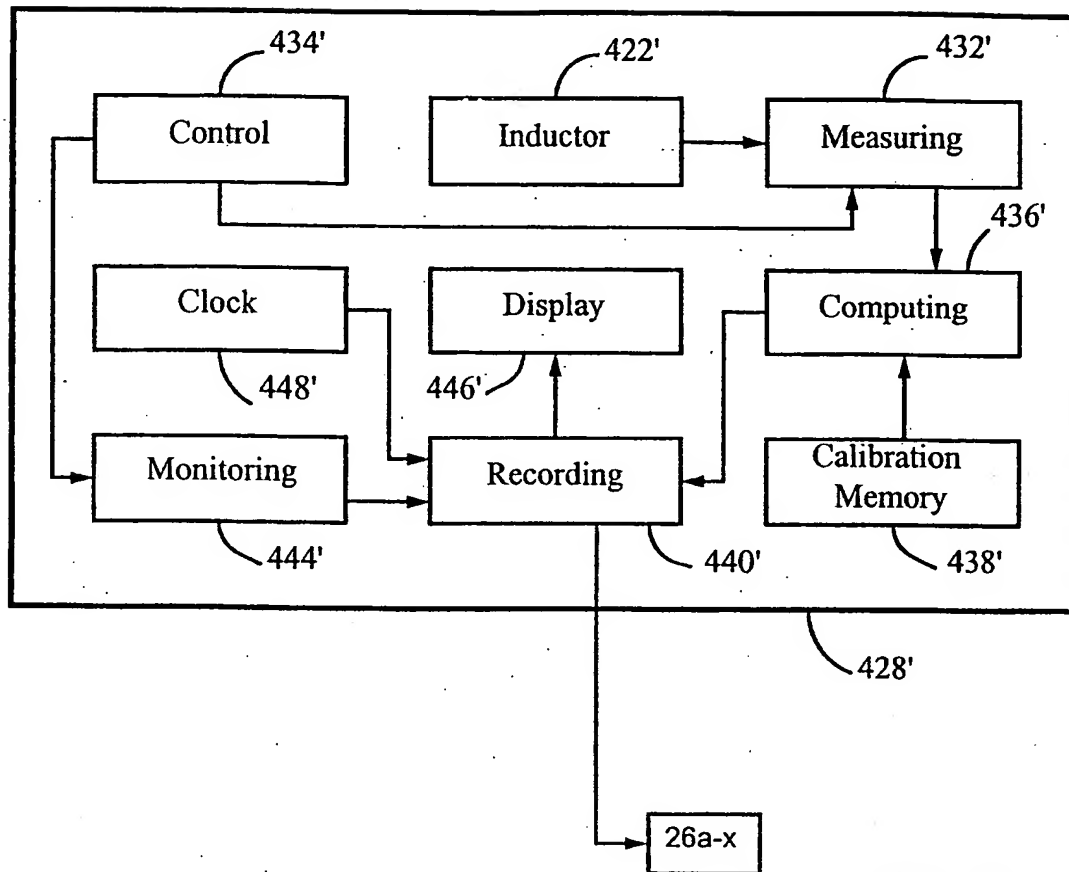 434'
422'
432'
Control
Inductor
Measuring
436'
Clock
Display
Computing
448'
446'
Monitoring
Recording
Calibration
Memory
444'
440'
438'
428'
26a-x